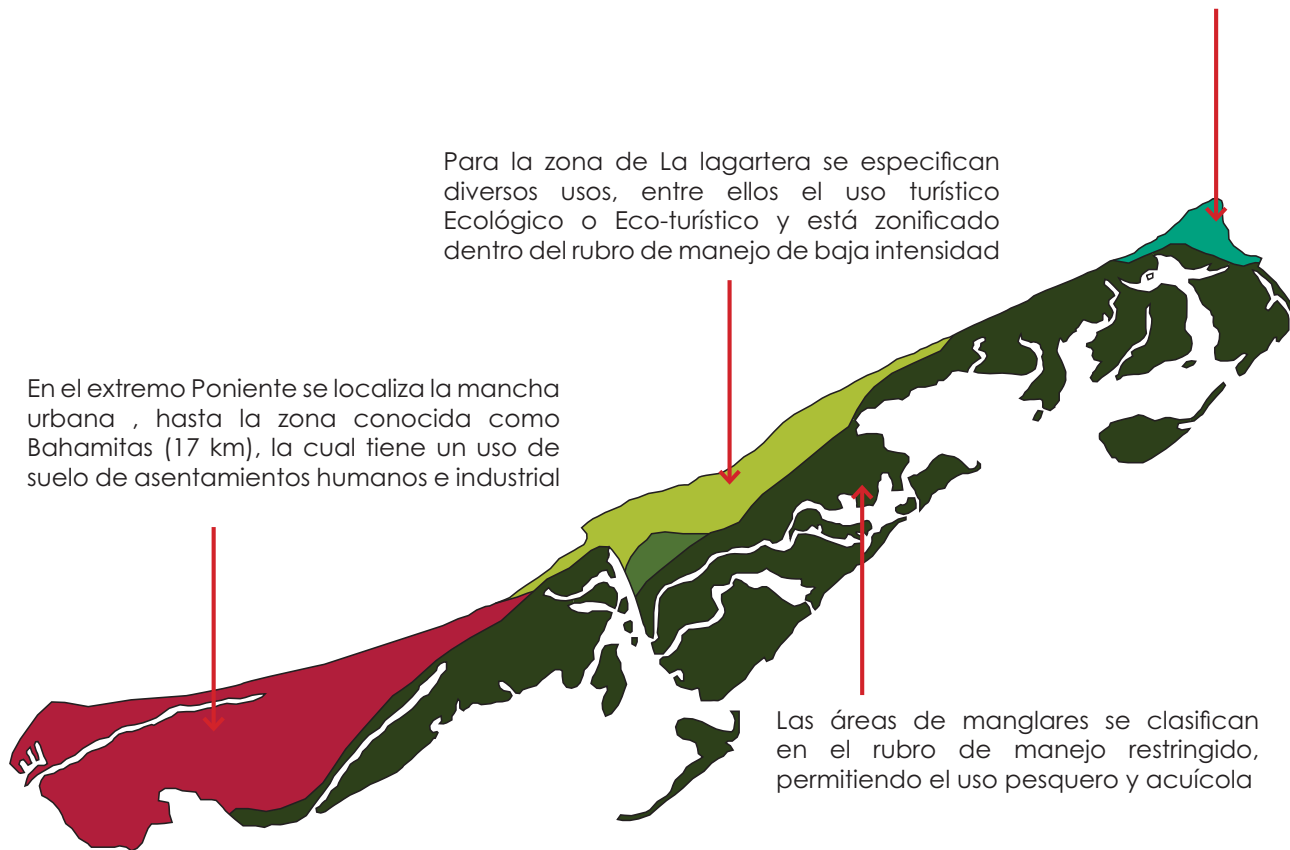 Para la zona de La lagartera se especifican
diversos usos, entre ellos el uso turístico
Ecológico o Eco-turístico y está zonificado
dentro del rubro de manejo de baja intensidad
En el extremo Poniente se localiza la mancha
urbana , hasta la zona conocida como
Bahamitas (17 km), la cual tiene un uso de
suelo de asentamientos humanos e industrial
Las áreas de manglares se clasifican
en el rubro de manejo restringido,
permitiendo el uso pesquero y acuícola